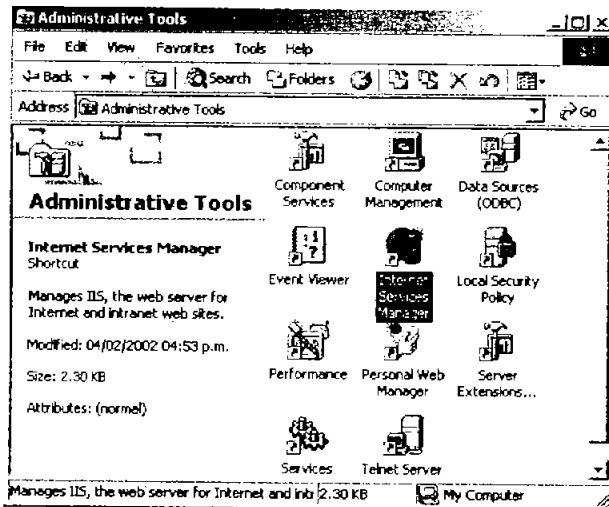 Administrative Tools
File Edit View Favorites Tools Help
Back Search Folders
Address Administrative Tools Go
Administrative Tools
Internet Services Manager
Shortcut
Manages IIS, the web server for
Internet and intranet web sites.
Modified: 04/02/2002 04:53 p.m.
Size: 2.30 KB
Attributes: (normal)
Component
Services
Computer
Management
Data Sources
(ODBC)
Event Viewer
Internet
Services
Manager
Local Security
Policy
Performance
Personal Web
Manager
Server
Extensions...
Services
Telnet Server
Manages IIS, the web server for Internet and intr 2.30 KB My Computer